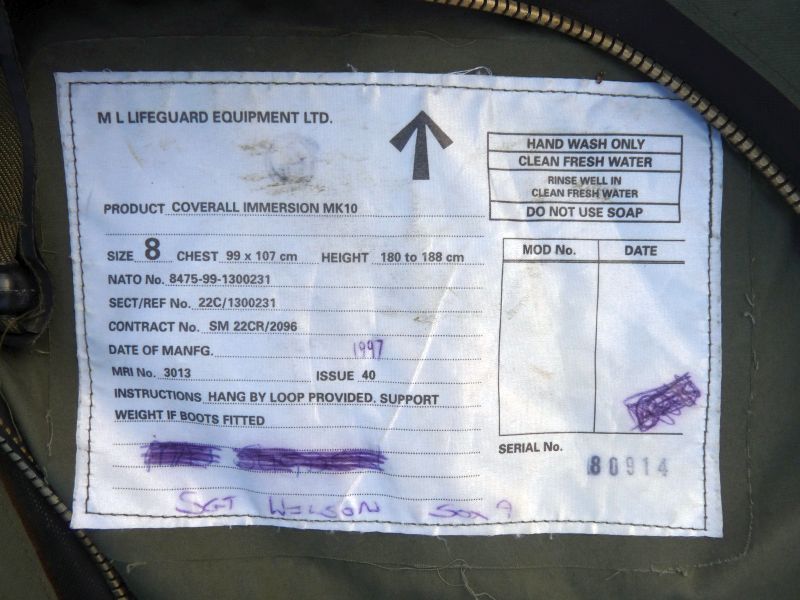 M L LIFEGUARD EQUIPMENT LTD.
HAND WASH ONLY
CLEAN FRESH WATER
RINSE WELL IN
CLEAN FRESH WATER
DO NOT USE SOAP
PRODUCT COVERALL IMMERSION MK10
SIZE 8 CHEST 99 x 107 cm HEIGHT 180 to 188 cm
NATO No. 8475-99-1300231
SECT/REF No. 22C/1300231
CONTRACT No. SM 22CR/2096
DATE OF MANFG. 1997
MRI No. 3013 ISSUE 40
INSTRUCTIONS HANG BY LOOP PROVIDED. SUPPORT
WEIGHT IF BOOTS FITTED
MOD No. DATE
SERIAL No.
80914
WILSON